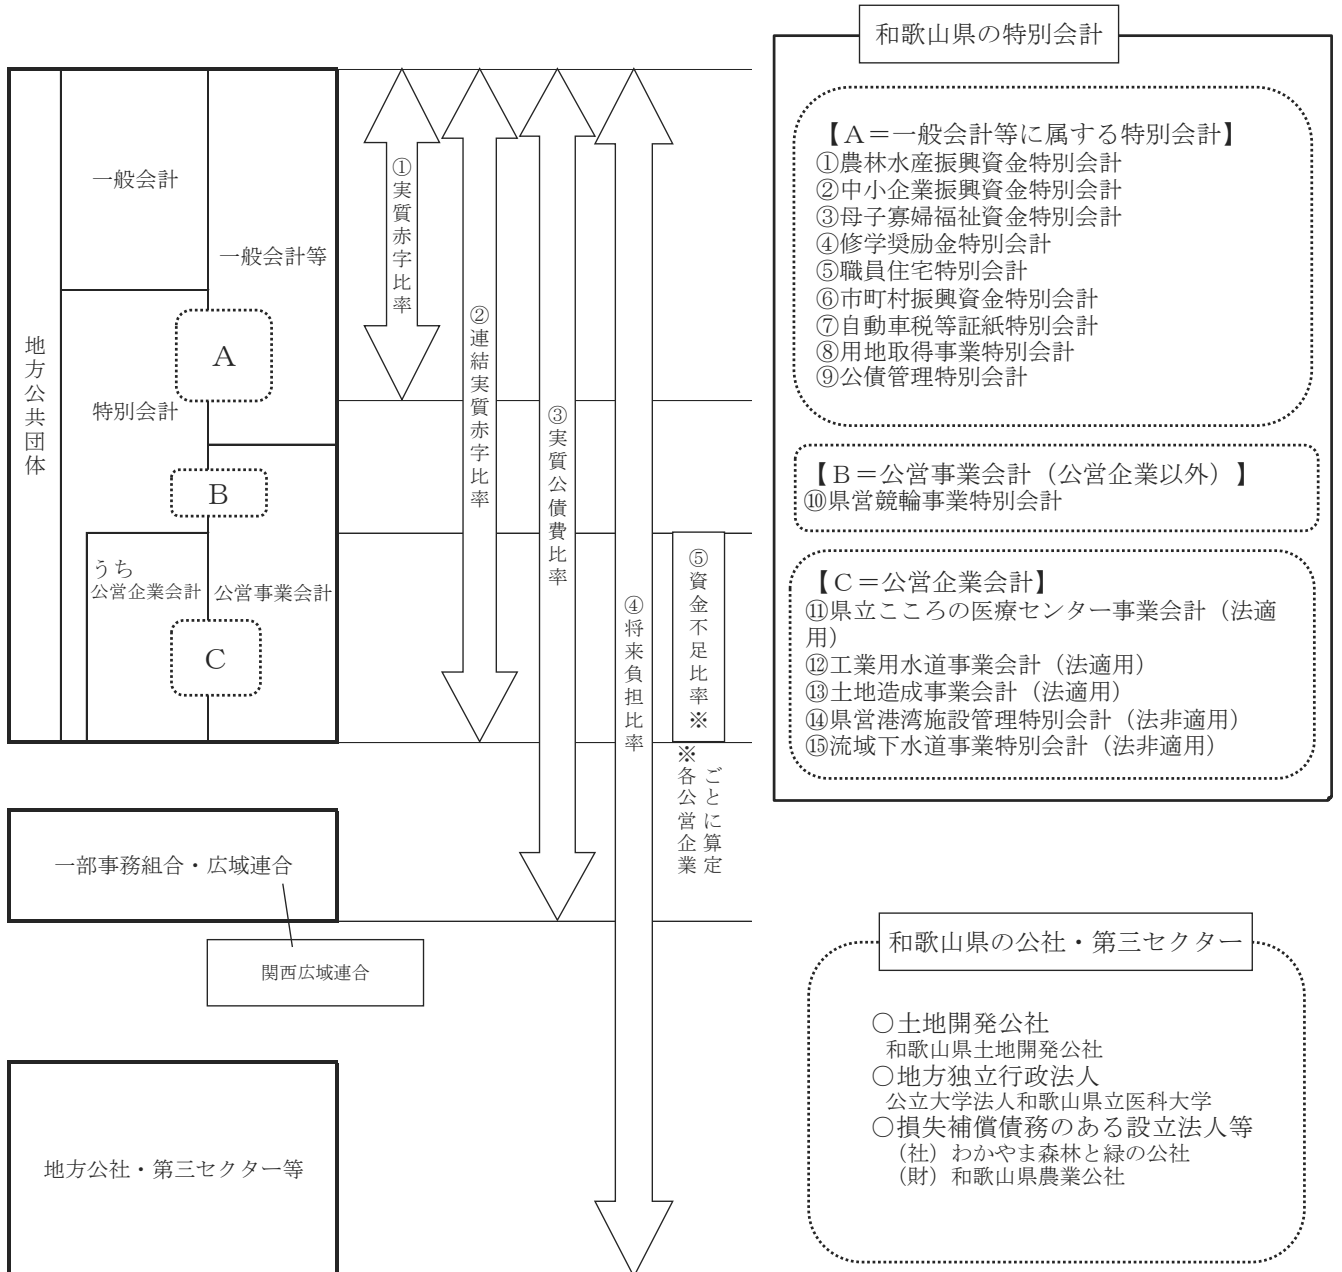 地方公共団体
一般会計
一般会計等
特別会計
A
B
うち
公営企業会計
公営事業会計
C
①実質赤字比率
②連結実質赤字比率
③実質公債費比率
④将来負担比率
⑤資金不足比率※
※各公営企業
ごとに算定
一部事務組合・広域連合
関西広域連合
地方公社・第三セクター等
和歌山県の特別会計
【A＝一般会計等に属する特別会計】
①農林水産振興資金特別会計
②中小企業振興資金特別会計
③母子寡婦福祉資金特別会計
④修学奨励金特別会計
⑤職員住宅特別会計
⑥市町村振興資金特別会計
⑦自動車税等証紙特別会計
⑧用地取得事業特別会計
⑨公債管理特別会計
【B＝公営事業会計（公営企業以外）】
⑩県営競輪事業特別会計
【C＝公営企業会計】
⑪県立こころの医療センター事業会計（法適
用）
⑫工業用水道事業会計（法適用）
⑬土地造成事業会計（法適用）
⑭県営港湾施設管理特別会計（法非適用）
⑮流域下水道事業特別会計（法非適用）
和歌山県の公社・第三セクター
○土地開発公社
和歌山県土地開発公社
○地方独立行政法人
公立大学法人和歌山県立医科大学
○損失補償債務のある設立法人等
（社）わかやま森林と緑の公社
（財）和歌山県農業公社